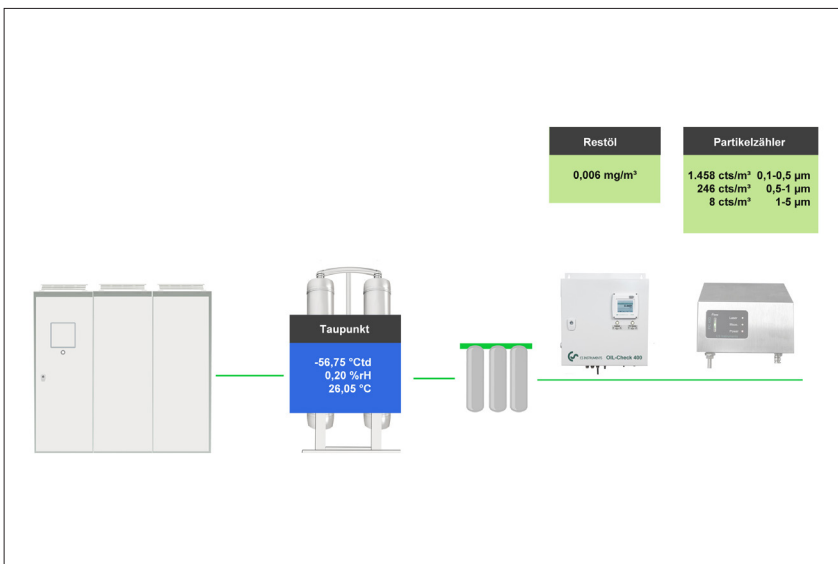 Restöl
0,006 mg/m³
Partikelzähler
1.458 cts/m³ 0,1-0,5 µm
246 cts/m³ 0,5-1 µm
8 cts/m³ 1-5 µm
Taupunkt
-56,75 °Ctd
0,20 %rH
26,05 °C
OIL-Check 400